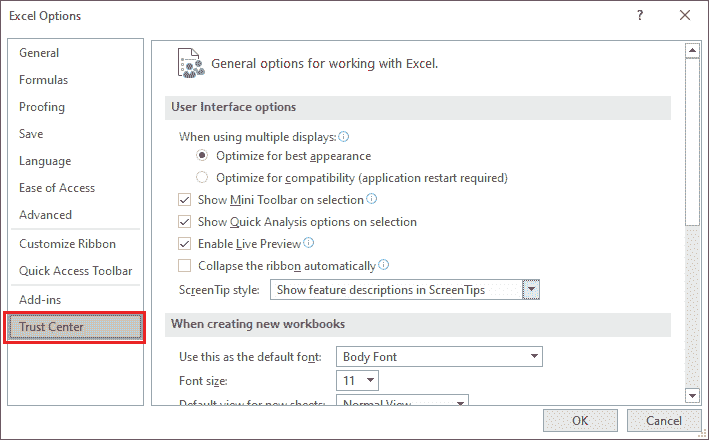 Excel Options
General
Formulas
Proofing
Save
Language
Ease of Access
Advanced
Customize Ribbon
Quick Access Toolbar
Add-ins
Trust Center
General options for working with Excel.
User Interface options
When using multiple displays:
Optimize for best appearance
Optimize for compatibility (application restart required)
Show Mini Toolbar on selection
Show Quick Analysis options on selection
Enable Live Preview
Collapse the ribbon automatically
ScreenTip style: Show feature descriptions in ScreenTips
When creating new workbooks
Use this as the default font: Body Font
Font size: 11
Default view for new sheets: Normal View
OK Cancel